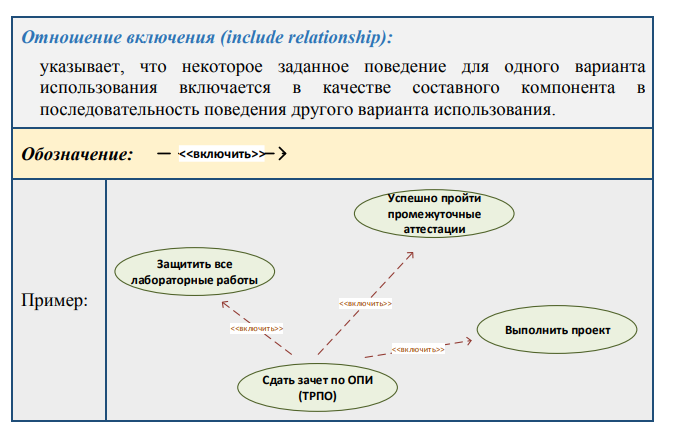 Отношение включения (include relationship):
указывает, что некоторое заданное поведение для одного варианта
использования включается в качестве составного компонента в
последовательность поведения другого варианта использования.
Обозначение:
<<включить>>
Пример:
Успешно пройти
промежуточные
аттестации
Защитить все
лабораторные работы
<<включить>>
<<включить>>
Выполнить проект
<<включить>>
Сдать зачет по ОПИ
(ТРПО)